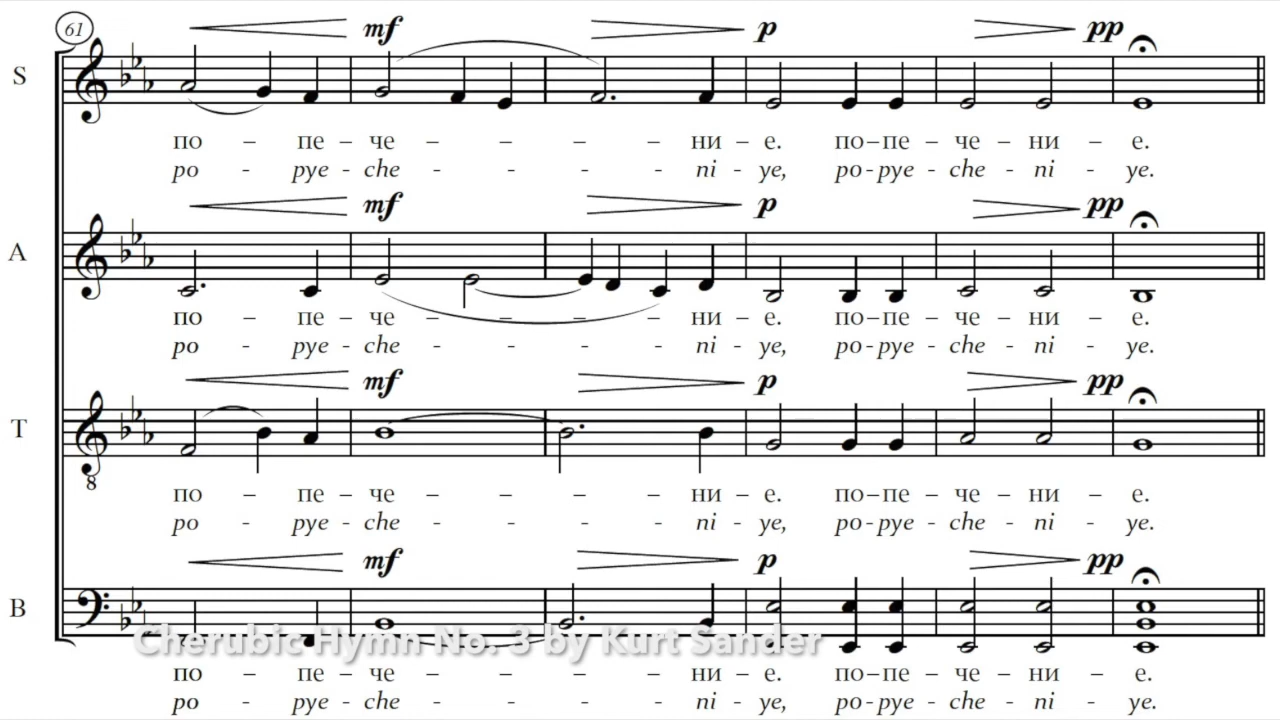 61
mf p pp
S
по – пе – че – – – ни – е. по–пе – че – ни – е.
po - pye - che - - - ni - ye, po-pye-che-ni - ye.
mf p pp
A
по – пе – че – – – ни – е. по–пе – че – ни – е.
po - pye - che - - - ni - ye, po-pye-che-ni - ye.
mf p pp
T
8
по – пе – че – – – ни – е. по–пе – че – ни – е.
po - pye - che - - - ni - ye, po-pye-che-ni - ye.
mf p pp
B
Cherubic Hymn No. 3 by Kurt Sander
по – пе – че – – – ни – е. по–пе – че – ни – е.
po - pye - che - - - ni - ye, po-pye-che-ni - ye.